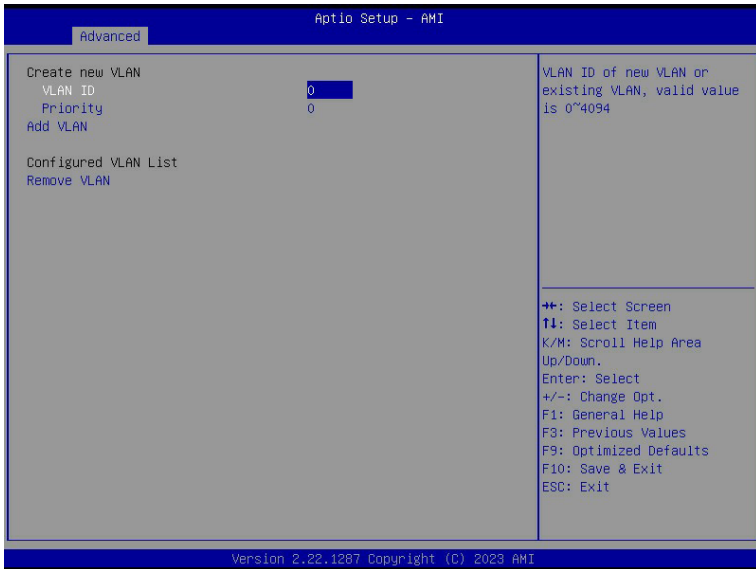 Aptio Setup - AMI
Advanced
Create new VLAN
VLAN ID 0
Priority 0
Add VLAN
Configured VLAN List
Remove VLAN
VLAN ID of new VLAN or
existing VLAN, valid value
is 0~4094
→←: Select Screen
↑↓: Select Item
K/M: Scroll Help Area
Up/Down.
Enter: Select
+/-: Change Opt.
F1: General Help
F3: Previous Values
F9: Optimized Defaults
F10: Save & Exit
ESC: Exit
Version 2.22.1287 Copyright (C) 2023 AMI